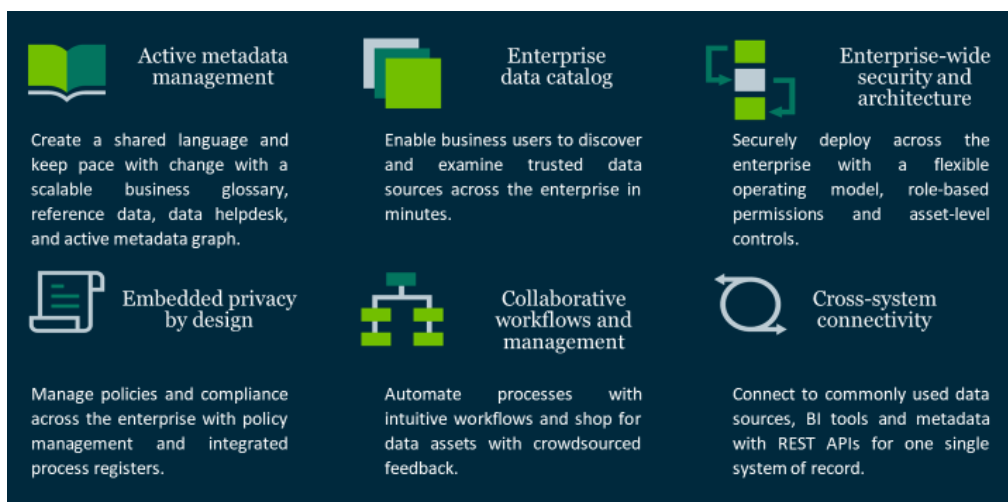 Active metadata
management
Create a shared language and
keep pace with change with a
scalable business glossary,
reference data, data helpdesk,
and active metadata graph.
Enterprise
data catalog
Enable business users to discover
and examine trusted data
sources across the enterprise in
minutes.
Enterprise-wide
security and
architecture
Securely deploy across the
enterprise with a flexible
operating model, role-based
permissions and asset-level
controls.
Embedded privacy
by design
Manage policies and compliance
across the enterprise with policy
management and integrated
process registers.
Collaborative
workflows and
management
Automate processes with
intuitive workflows and shop for
data assets with crowdsourced
feedback.
Cross-system
connectivity
Connect to commonly used data
sources, BI tools and metadata
with REST APIs for one single
system of record.